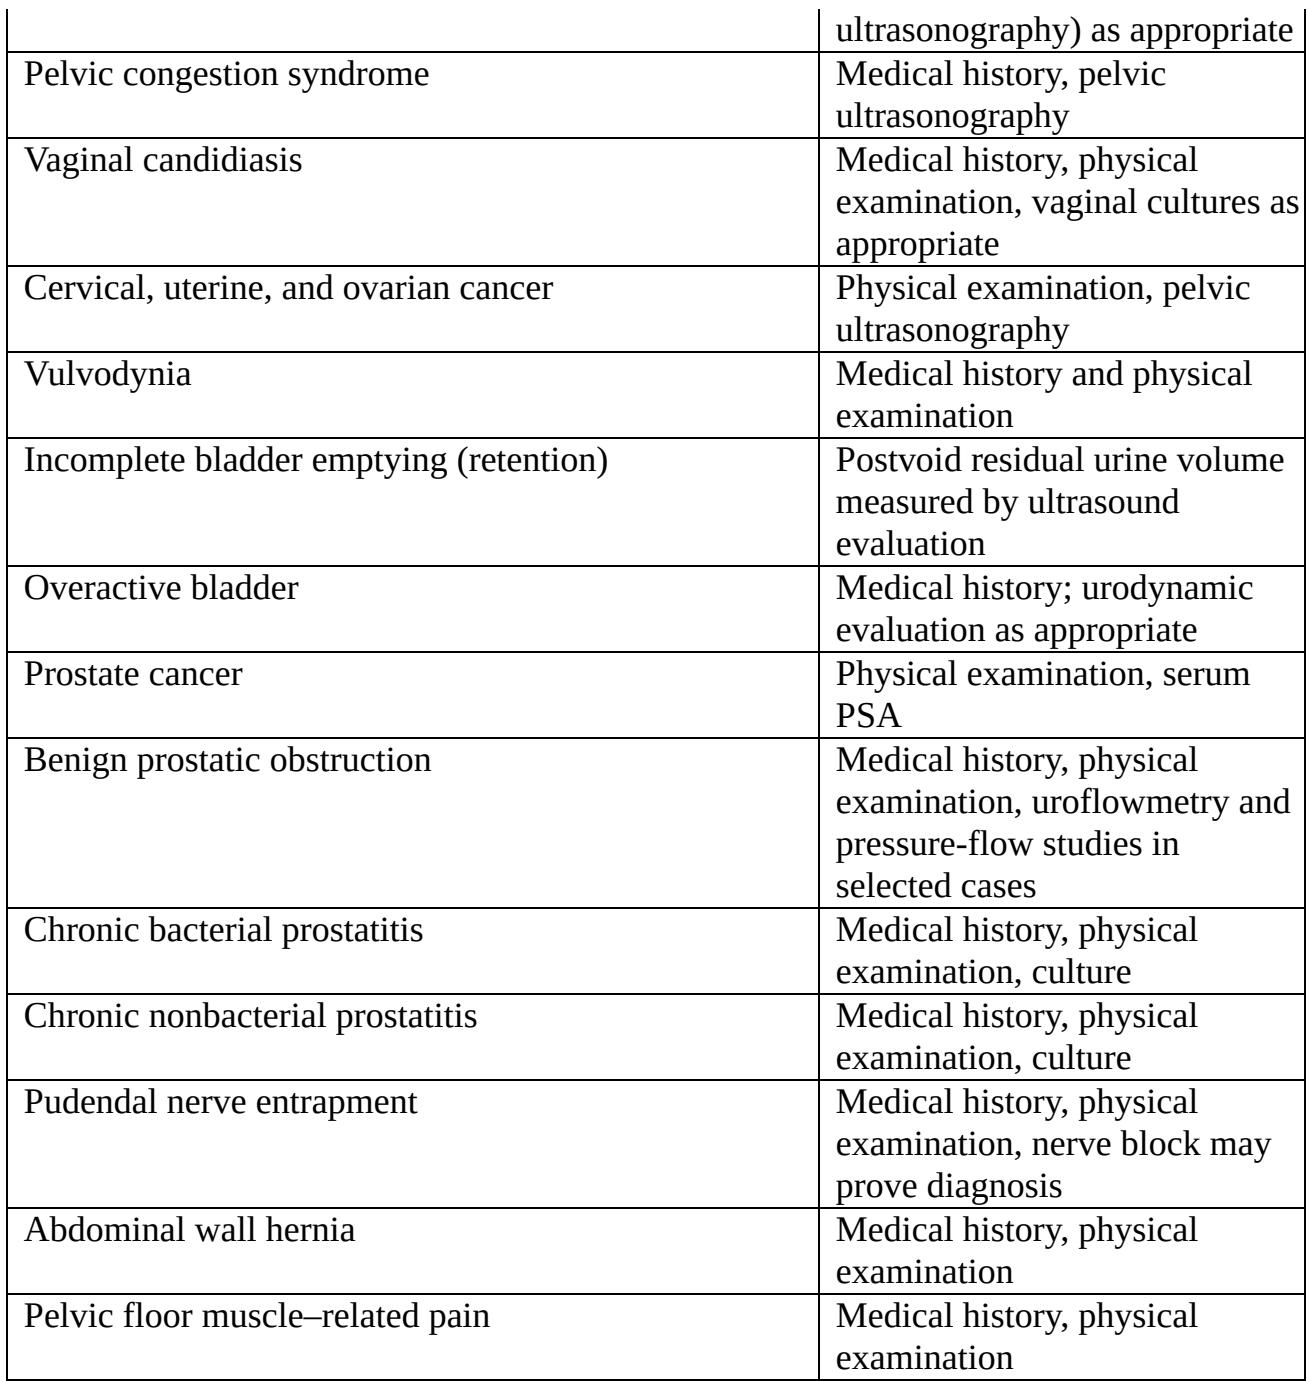 ultrasonography) as appropriate
Pelvic congestion syndrome
Medical history, pelvic
ultrasonography
Vaginal candidiasis
Medical history, physical
examination, vaginal cultures as
appropriate
Cervical, uterine, and ovarian cancer
Physical examination, pelvic
ultrasonography
Vulvodynia
Medical history and physical
examination
Incomplete bladder emptying (retention)
Postvoid residual urine volume
measured by ultrasound
evaluation
Overactive bladder
Medical history; urodynamic
evaluation as appropriate
Prostate cancer
Physical examination, serum
PSA
Benign prostatic obstruction
Medical history, physical
examination, uroflowmetry and
pressure-flow studies in
selected cases
Chronic bacterial prostatitis
Medical history, physical
examination, culture
Chronic nonbacterial prostatitis
Medical history, physical
examination, culture
Pudendal nerve entrapment
Medical history, physical
examination, nerve block may
prove diagnosis
Abdominal wall hernia
Medical history, physical
examination
Pelvic floor muscle–related pain
Medical history, physical
examination